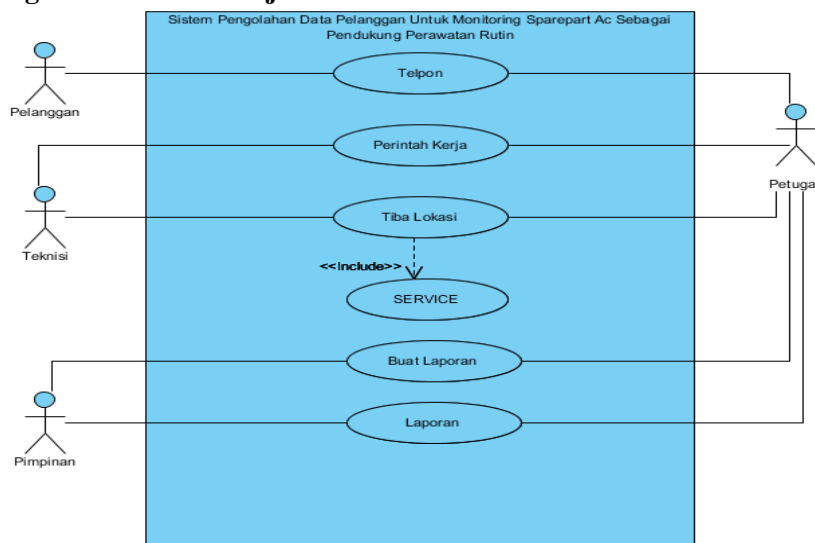 Sistem Pengolahan Data Pelanggan Untuk Monitoring Sparepart Ac Sebagai
Pendukung Perawatan Rutin
Telpon
Pelanggan
Perintah Kerja
Petuga
Tiba Lokasi
Teknisi
<<Include>>
SERVICE
Buat Laporan
Laporan
Pimpinan